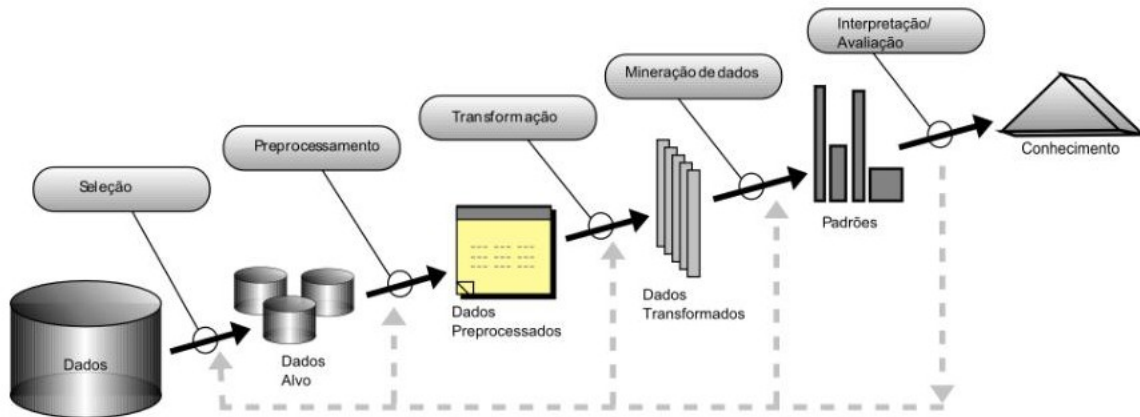 Interpretação/
Avaliação
Mineração de dados
Transformação
Preprocessamento
Seleção
Conhecimento
Padrões
Dados
Transformados
Dados
Preprocessados
Dados
Alvo
Dados